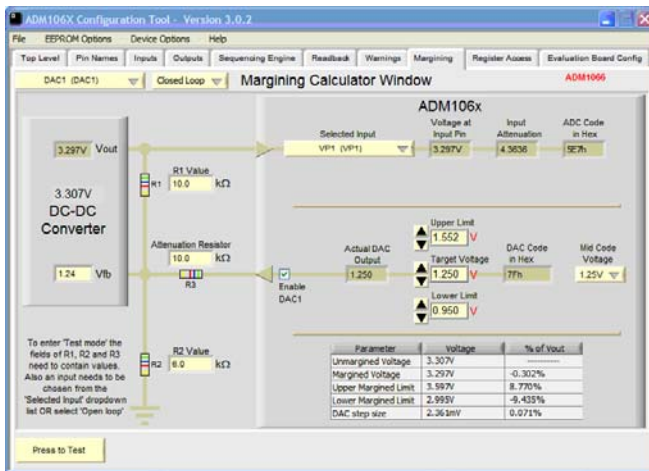 ADM106X Configuration Tool - Version 3.0.2
File EEPROM Options Device Options Help
Top Level Pin Names Inputs Outputs Sequencing Engine Readback Warnings Margining Register Access Evaluation Board Config
DAC1 (DAC1) Closed Loop Margining Calculator Window ADM1066
ADM106x
Selected Input
Voltage at Input Pin
Input Attenuation
ADC Code in Hex
3.297V Vout
VP1 (VP1)
3.297V
4.3636
5E7h
R1 Value
R1 10.0 kΩ
3.307V
DC-DC
Converter
Attenuation Resistor
10.0 kΩ
R3
1.24 Vfb
Enable
DAC1
Actual DAC
Output
1.250
Upper Limit
1.552 V
Target Voltage
1.250 V
Lower Limit
0.950 V
DAC Code
in Hex
7Fh
Mid Code
Voltage
1.25V
To enter 'Test mode' the
fields of R1, R2 and R3
need to contain values.
Also an input needs to be
chosen from the
'Selected Input' dropdown
list OR select 'Open loop'
R2 Value
R2 6.0 kΩ
Parameter Voltage % of Vout
Unmargined Voltage 3.307V ----------
Margined Voltage 3.297V -0.302%
Upper Margined Limit 3.597V 8.770%
Lower Margined Limit 2.995V -9.435%
DAC step size 2.361mV 0.071%
Press to Test